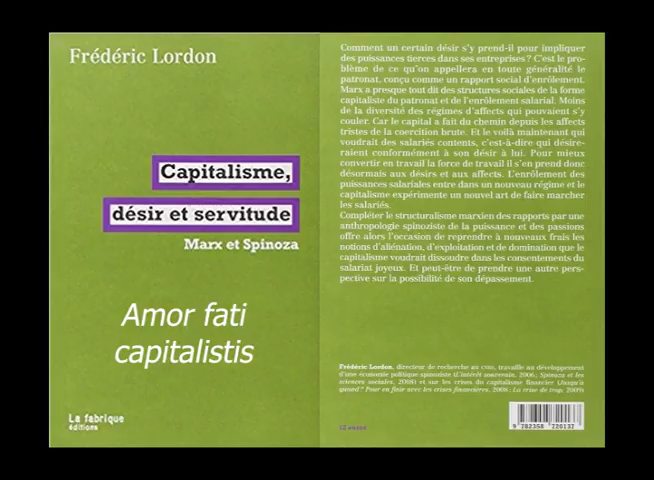 Frédéric Lordon
Capitalisme,
désir et servitude
Marx et Spinoza
Amor fati
capitalistis
La fabrique
éditions
Comment un certain désir s'y prend-il pour impliquer
des puissances tierces dans ses entreprises ? C'est le pro-
blème de ce qu'on appellera en toute généralité le
patronat, conçu comme un rapport social d'enrôlement.
Marx a presque tout dit des structures sociales de la forme
capitaliste du patronat et de l'enrôlement salarial. Moins
de la diversité des régimes d'affects qui pouvaient s'y
couler. Car le capital a fait du chemin depuis les affects
tristes de la coercition brute. Et le voilà maintenant qui
voudrait des salariés contents, c'est-à-dire qui désire-
raient conformément à son désir à lui. Pour mieux
convertir en travail la force de travail il s'en prend donc
désormais aux désirs et aux affects. L'enrôlement des
puissances salariales entre dans un nouveau régime et le
capitalisme expérimente un nouvel art de faire marcher
les salariés.
Compléter le structuralisme marxien des rapports par une
anthropologie spinoziste de la puissance et des passions
offre alors l'occasion de reprendre à nouveaux frais les
notions d'aliénation, d'exploitation et de domination que le
capitalisme voudrait dissoudre dans les consentements du
salariat joyeux. Et peut-être de prendre une autre pers-
pective sur la possibilité de son dépassement.
Frédéric Lordon, directeur de recherche au CNRS, travaille au développement
d'une économie politique spinoziste (L'Intérêt souverain, 2006 ; Spinoza et les
sciences sociales, 2008) et sur les crises du capitalisme financier (Jusqu'à
quand ? Pour en finir avec les crises financières, 2008 ; La crise de trop, 2009)
9 782358 720137